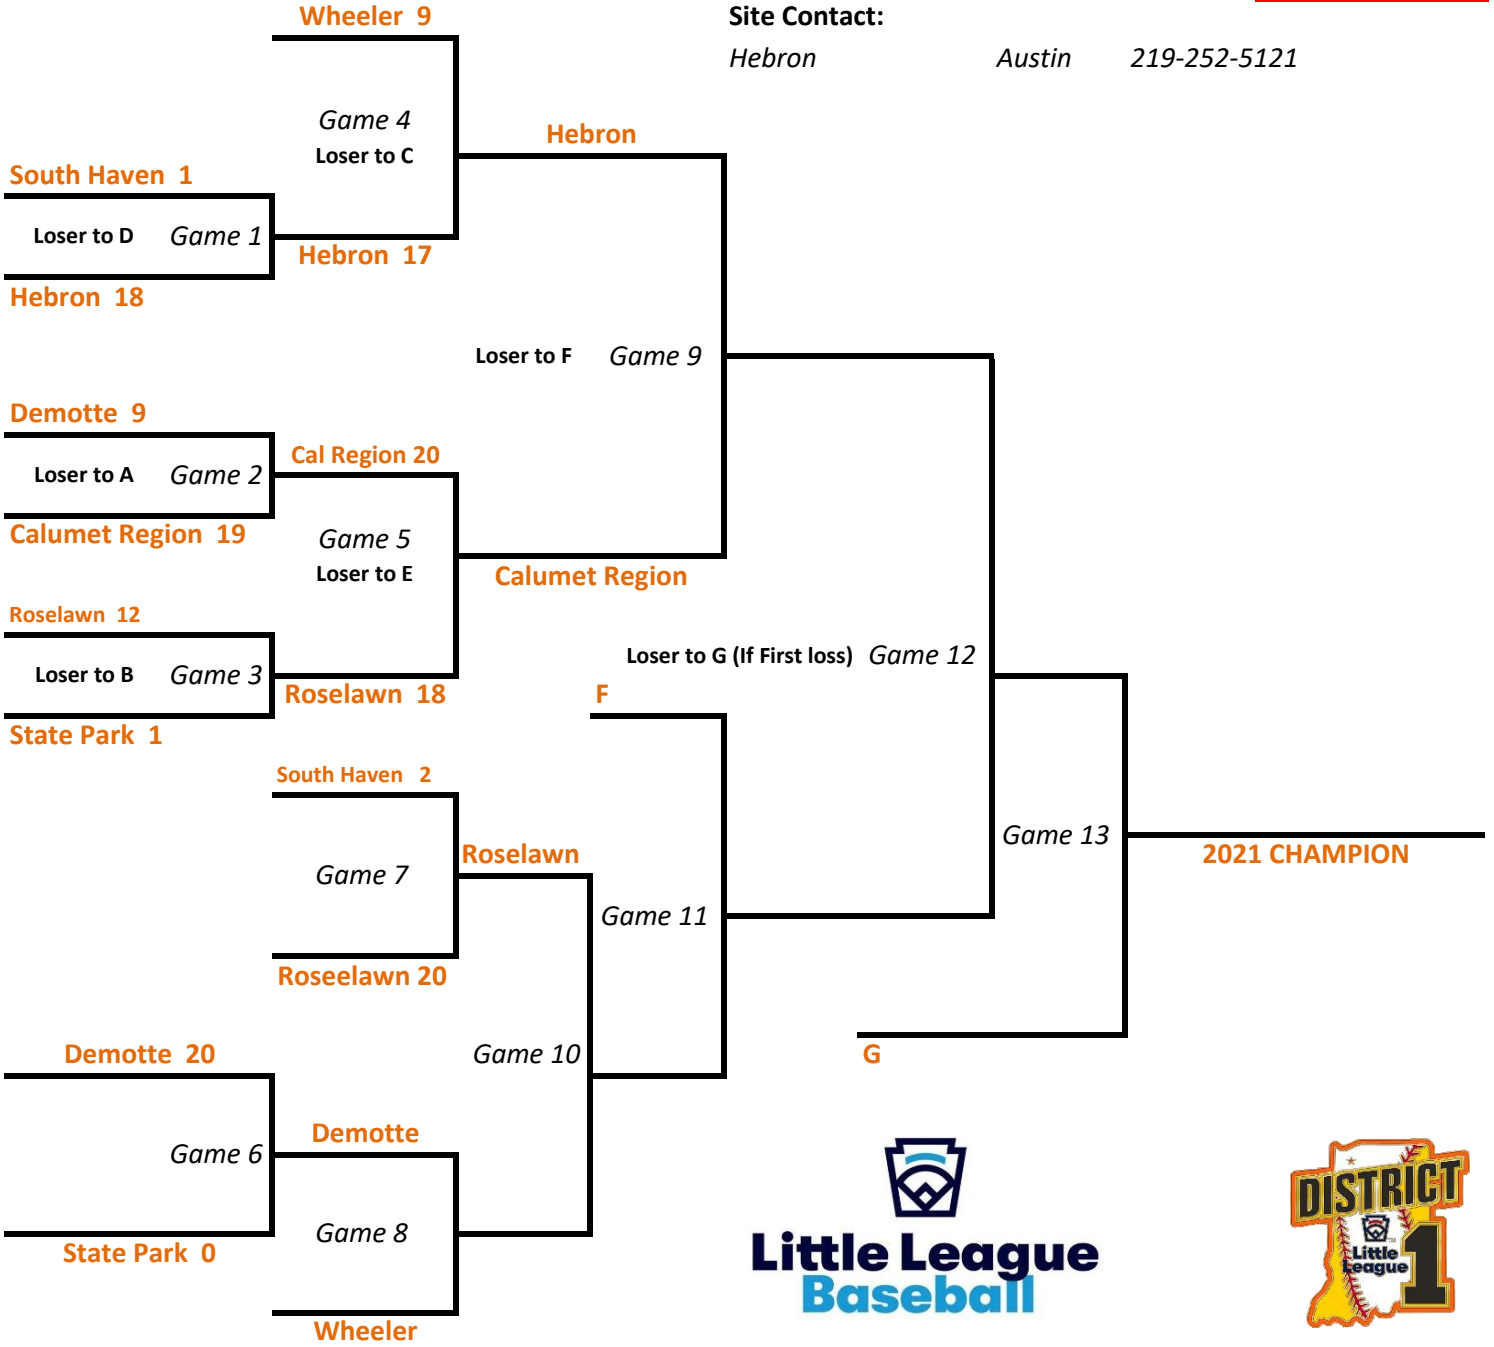 Wheeler 9
Site Contact:
Hebron Austin 219-252-5121
Game 4
Loser to C
Hebron
South Haven 1
Loser to D Game 1
Hebron 17
Hebron 18
Loser to F Game 9
Demotte 9
Cal Region 20
Loser to A Game 2
Calumet Region 19
Game 5
Loser to E
Calumet Region
Roselawn 12
Loser to B Game 3
Roselawn 18
State Park 1
Loser to G (If First loss) Game 12
F
South Haven 2
Game 7
Roselawn
Roseelawn 20
Game 11
Game 13
2021 CHAMPION
Demotte 20
Game 10
G
Game 6
Demotte
State Park 0
Game 8
Wheeler
Little League
Baseball
DISTRICT
1
Little
League